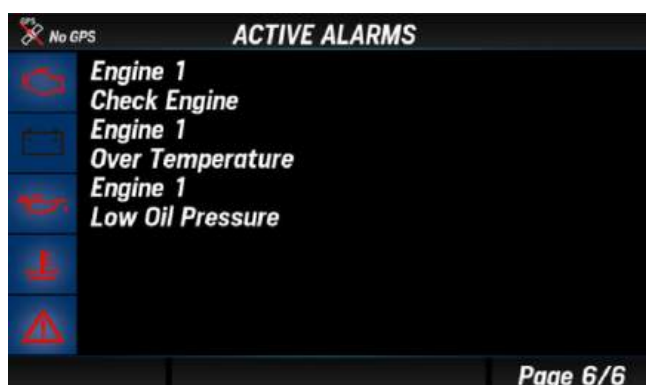 GPS
No GPS
ACTIVE ALARMS
Engine 1
Check Engine
Engine 1
Over Temperature
Engine 1
Low Oil Pressure
Page 6/6